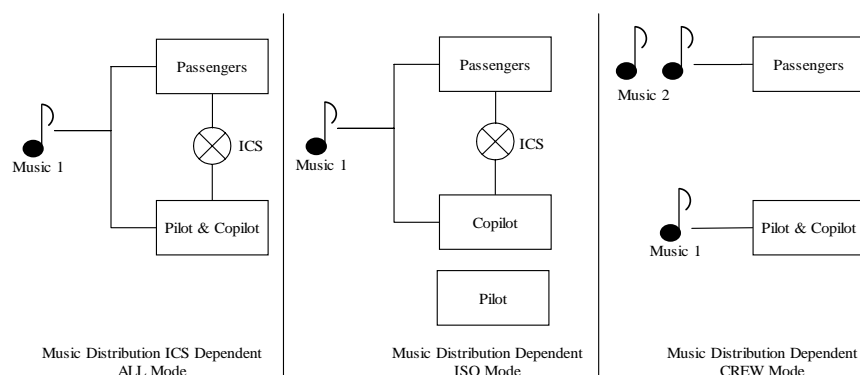 Passengers
ICS
Music 1
Pilot & Copilot
Music Distribution ICS Dependent
ALL Mode
Passengers
ICS
Music 1
Copilot
Pilot
Music Distribution Dependent
ISO Mode
Passengers
Music 2
Pilot & Copilot
Music 1
Music Distribution Dependent
CREW Mode